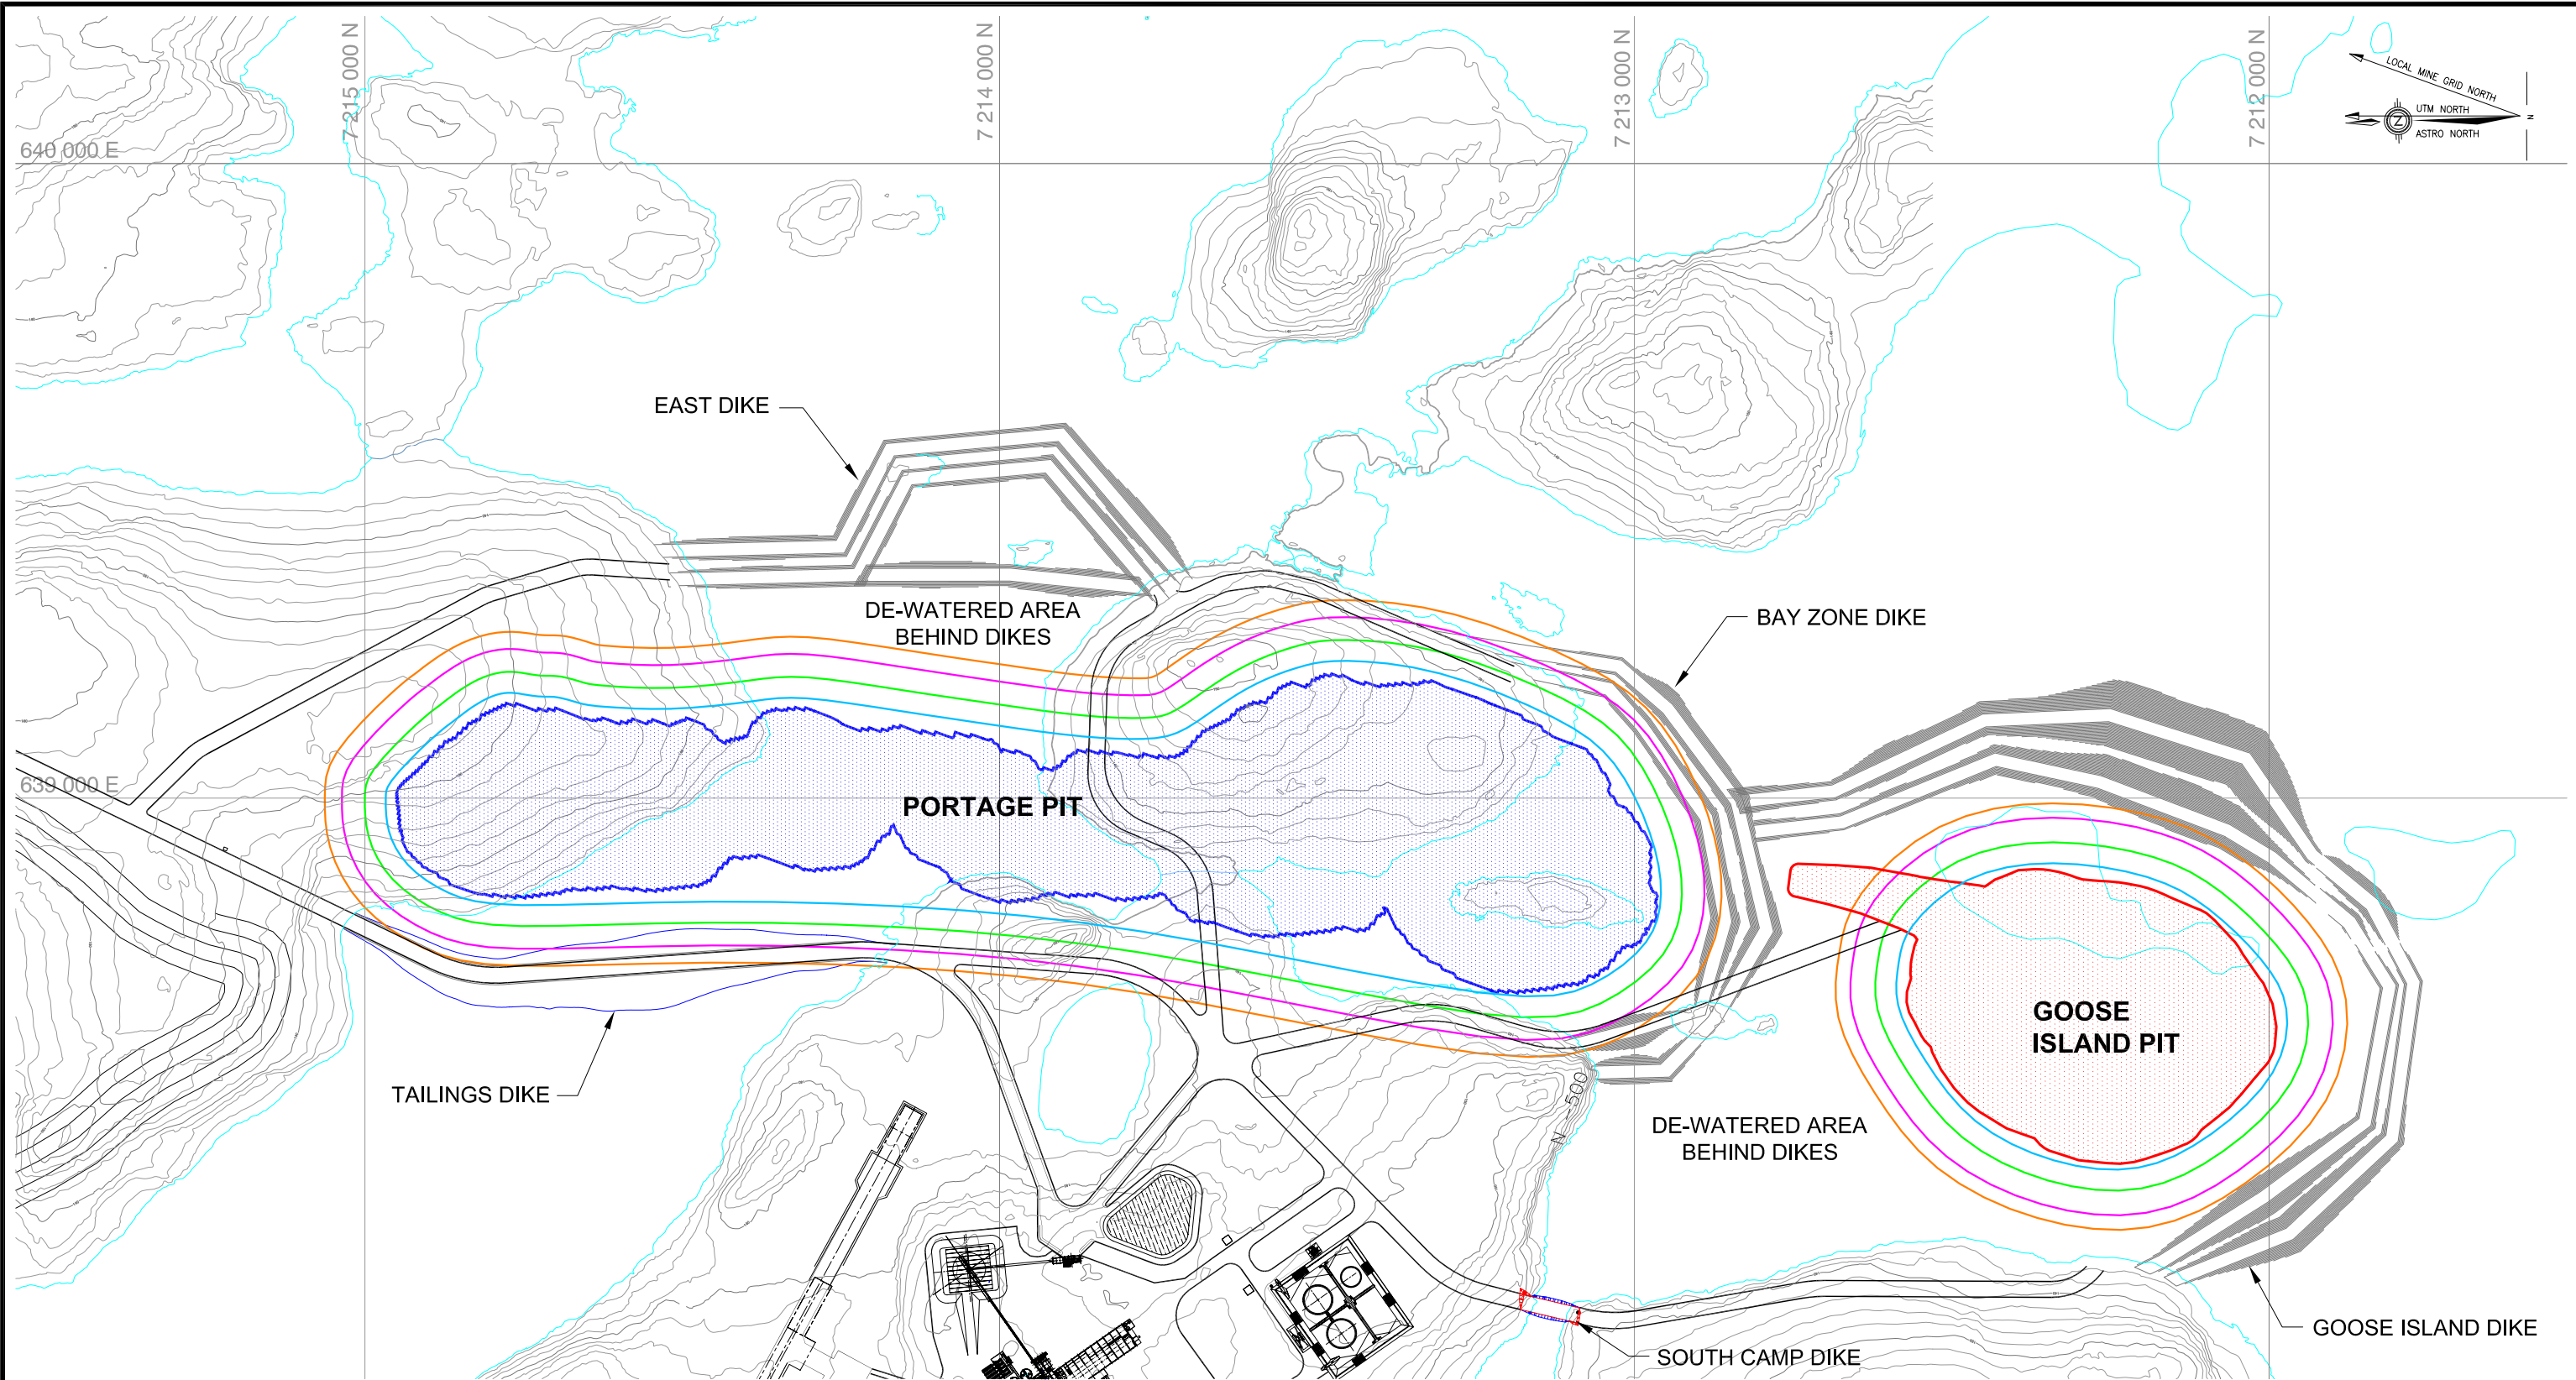 7 215 000 N
7 214 000 N
7 213 000 N
7 212 000 N
LOCAL MINE GRID NORTH
UTM NORTH
ASTRO NORTH
Z
N
640 000 E
EAST DIKE
DE-WATERED AREA
BEHIND DIKES
BAY ZONE DIKE
639 000 E
PORTAGE PIT
GOOSE
ISLAND PIT
TAILINGS DIKE
N -500
DE-WATERED AREA
BEHIND DIKES
GOOSE ISLAND DIKE
SOUTH CAMP DIKE